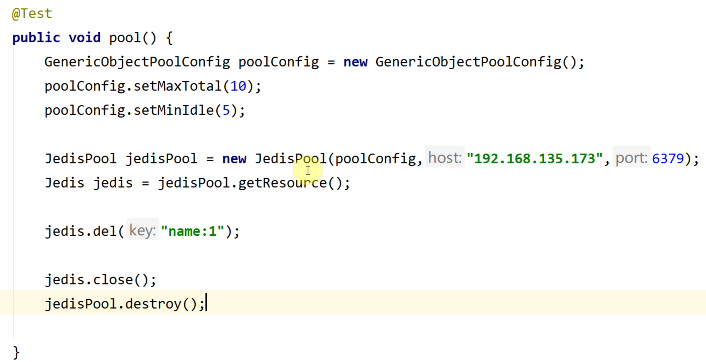 @Test
public void pool() {
    GenericObjectPoolConfig poolConfig = new GenericObjectPoolConfig();
    poolConfig.setMaxTotal(10);
    poolConfig.setMinIdle(5);
    JedisPool jedisPool = new JedisPool(poolConfig, host: "192.168.135.173", port: 6379);
    Jedis jedis = jedisPool.getResource();
    jedis.del( key: "name:1");
    jedis.close();
    jedisPool.destroy();
}